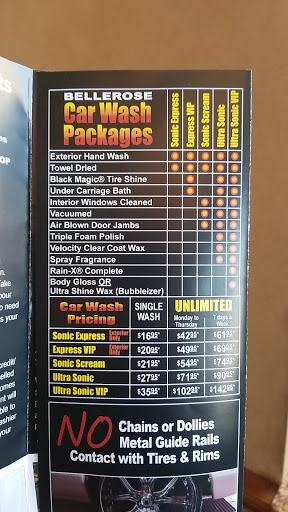 BELLEROSE
Car Wash
Packages
Sonic Express
Express VIP
Sonic Scream
Ultra Sonic
Ultra Sonic VIP
Exterior Hand Wash
Towel Dried
Black Magic® Tire Shine
Under Carriage Bath
Interior Windows Cleaned
Vacuumed
Air Blown Door Jambs
Triple Foam Polish
Velocity Clear Coat Wax
Spray Fragrance
Rain-X® Complete
Body Gloss OR
Ultra Shine Wax (Bubbleizer)
Car Wash
Pricing
SINGLE
WASH
UNLIMITED
Monday to
Thursday
7 days a
Week
Sonic Express Exterior Only
Express VIP Exterior Only
Sonic Scream
Ultra Sonic
Ultra Sonic VIP
NO Chains or Dollies
Metal Guide Rails
Contact with Tires & Rims